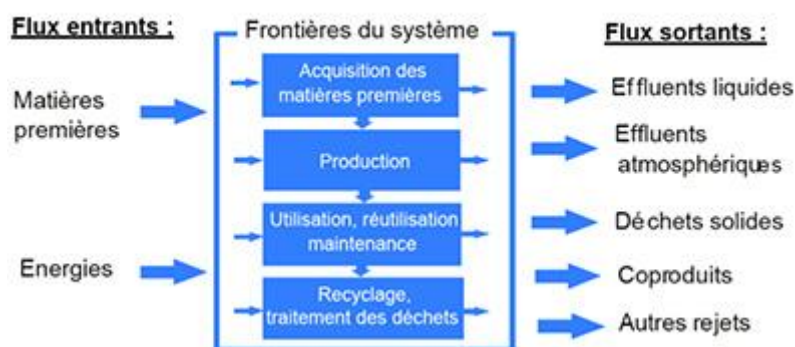 Flux entrants :
Matières
premières
Energies
Frontières du système
Acquisition des
matières premières
Production
Utilisation, réutilisation
maintenance
Recyclage,
traitement des déchets
Flux sortants :
Effluents liquides
Effluents
atmosphériques
Déchets solides
Coproduits
Autres rejets